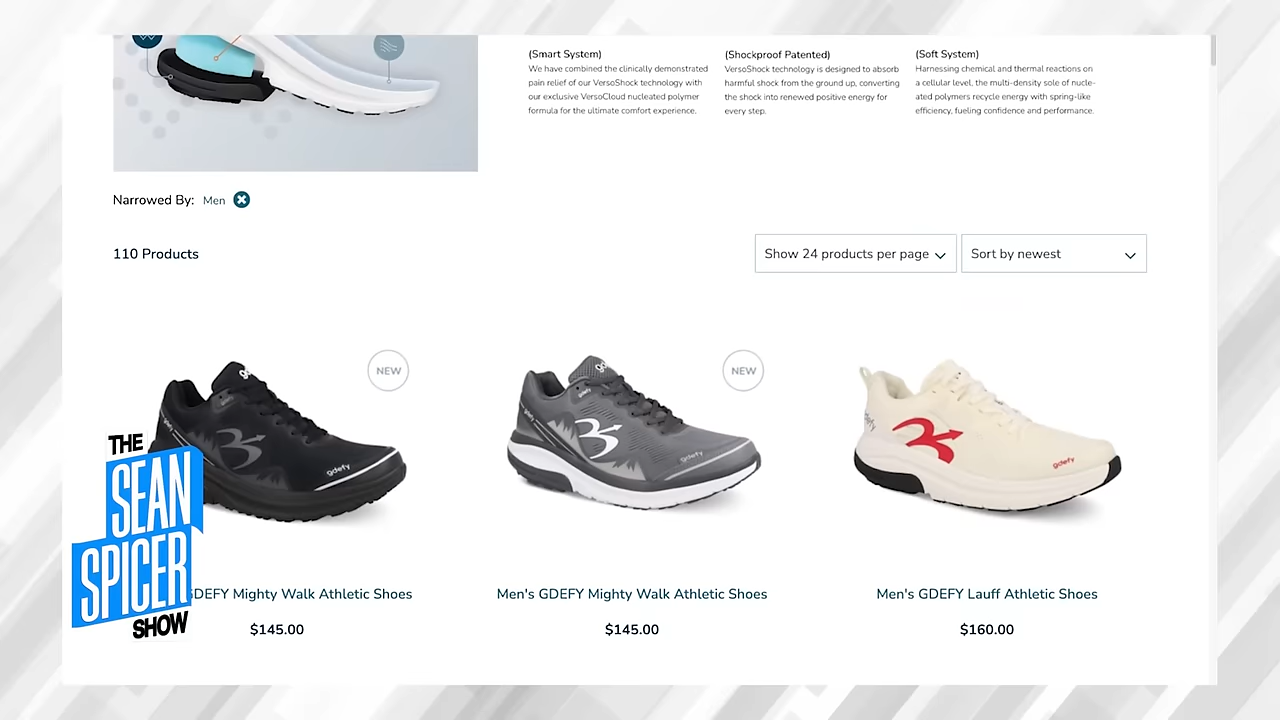 (Smart System)
We have combined the clinically demonstrated
pain relief of our VersoShock technology with
our exclusive VersoCloud nucleated polymer
formula for the ultimate comfort experience.
(Shockproof Patented)
VersoShock technology is designed to absorb
harmful shock from the ground up, converting
the shock into renewed positive energy for
every step.
(Soft System)
Harnessing chemical and thermal reactions on
a cellular level, the multi-density sole of nucle-
ated polymers recycle energy with spring-like
efficiency, fueling confidence and performance.
Narrowed By: Men
110 Products
Show 24 products per page
Sort by newest
NEW
gdefy
NEW
gdefy
gdefy
gdefy
THE
SEAN
SPICER
SHOW
GDEFY Mighty Walk Athletic Shoes
$145.00
Men's GDEFY Mighty Walk Athletic Shoes
$145.00
Men's GDEFY Lauff Athletic Shoes
$160.00